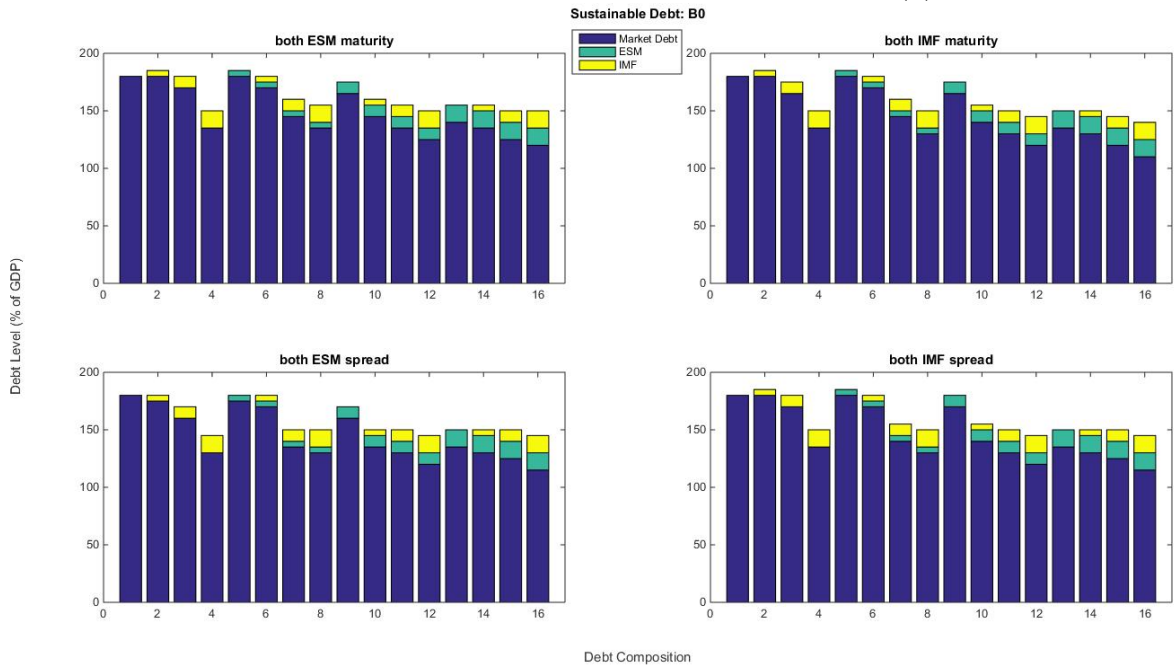 Sustainable Debt: B0
Market Debt
ESM
IMF
both ESM maturity
200
150
100
50
0
0 2 4 6 8 10 12 14 16
both IMF maturity
200
150
100
50
0
0 2 4 6 8 10 12 14 16
Debt Level (% of GDP)
both ESM spread
200
150
100
50
0
0 2 4 6 8 10 12 14 16
both IMF spread
200
150
100
50
0
0 2 4 6 8 10 12 14 16
Debt Composition